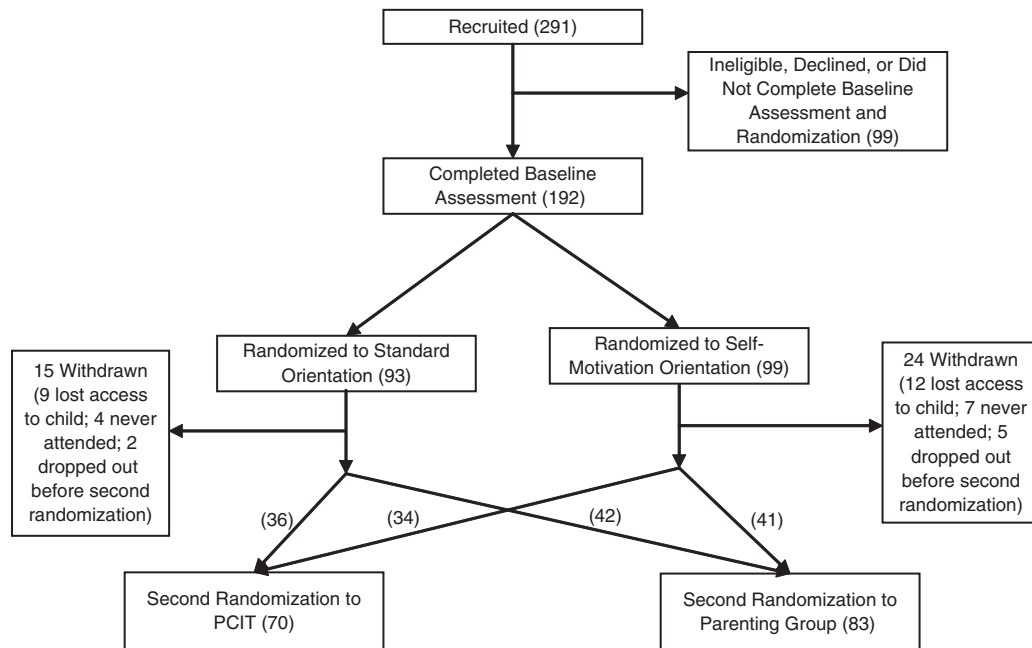 Recruited (291)
Ineligible, Declined, or Did
Not Complete Baseline
Assessment and
Randomization (99)
Completed Baseline
Assessment (192)
Randomized to Standard
Orientation (93)
Randomized to Self-
Motivation Orientation (99)
15 Withdrawn
(9 lost access
to child; 4 never
attended; 2
dropped out
before second
randomization)
24 Withdrawn
(12 lost access
to child; 7 never
attended; 5
dropped out
before second
randomization)
(36)
(34)
(42)
(41)
Second Randomization to
PCIT (70)
Second Randomization to
Parenting Group (83)